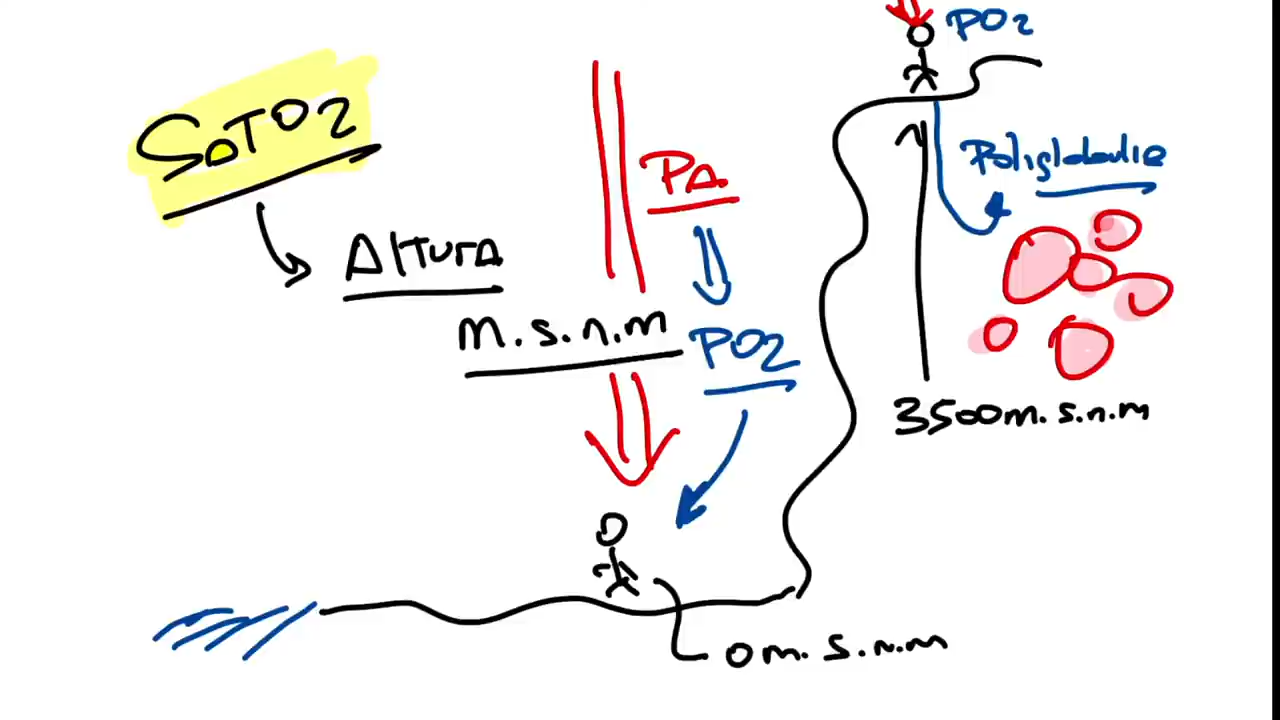 SaTO2
Altura
m.s.n.m
PA
PO2
PO2
Poliglobulia
3500m.s.n.m
0m.s.n.m